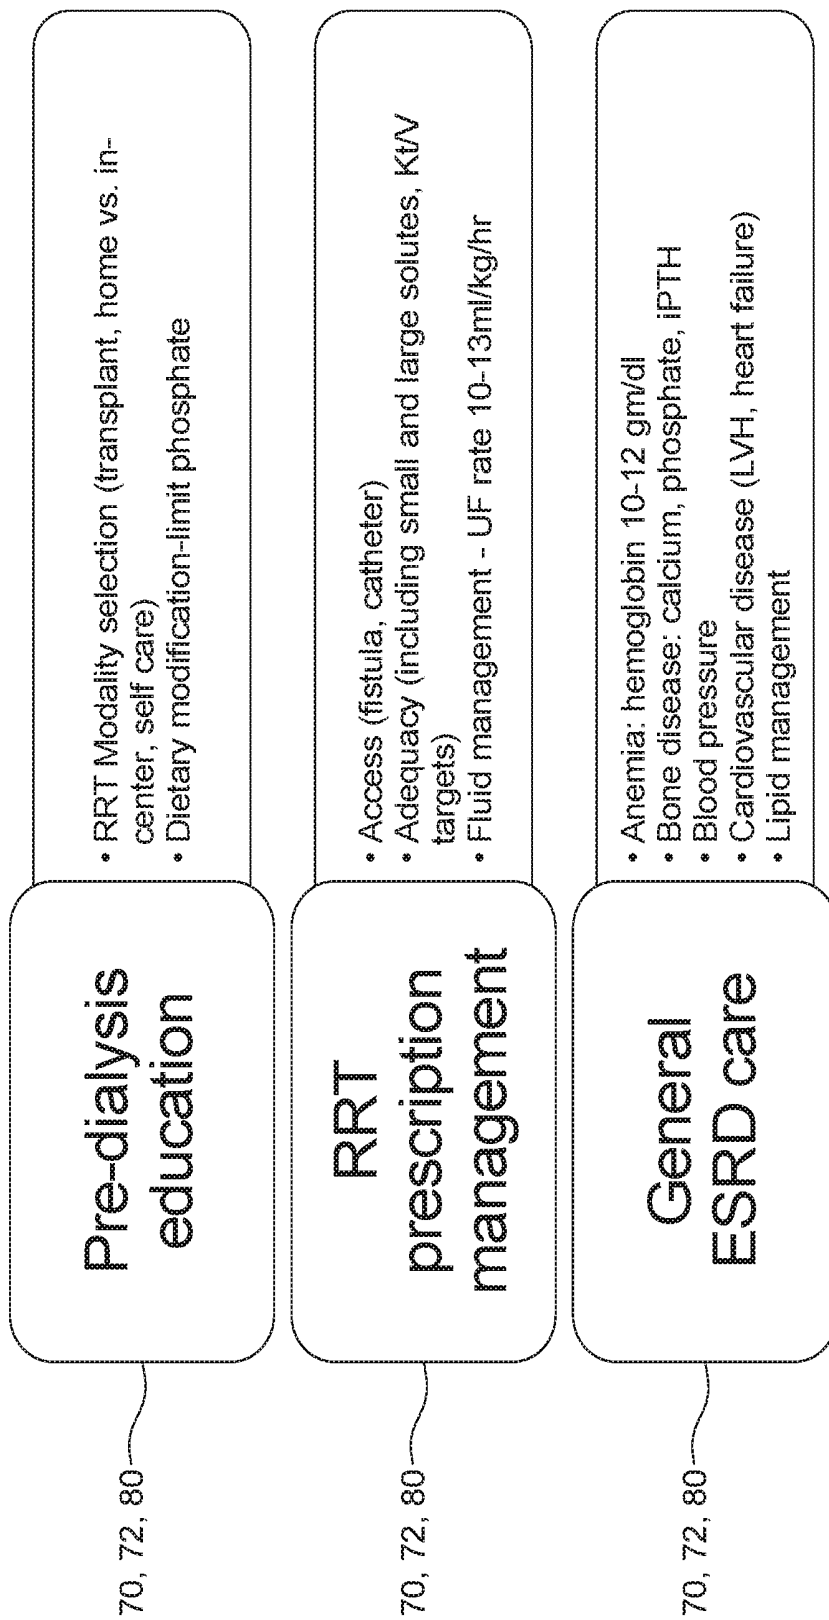 70, 72, 80
Pre-dialysis
education
• RRT Modality selection (transplant, home vs. in-
center, self care)
• Dietary modification-limit phosphate
70, 72, 80
RRT
prescription
management
• Access (fistula, catheter)
• Adequacy (including small and large solutes, Kt/V
targets)
• Fluid management - UF rate 10-13ml/kg/hr
70, 72, 80
General
ESRD care
• Anemia: hemoglobin 10-12 gm/dl
• Bone disease: calcium, phosphate, iPTH
• Blood pressure
• Cardiovascular disease (LVH, heart failure)
• Lipid management